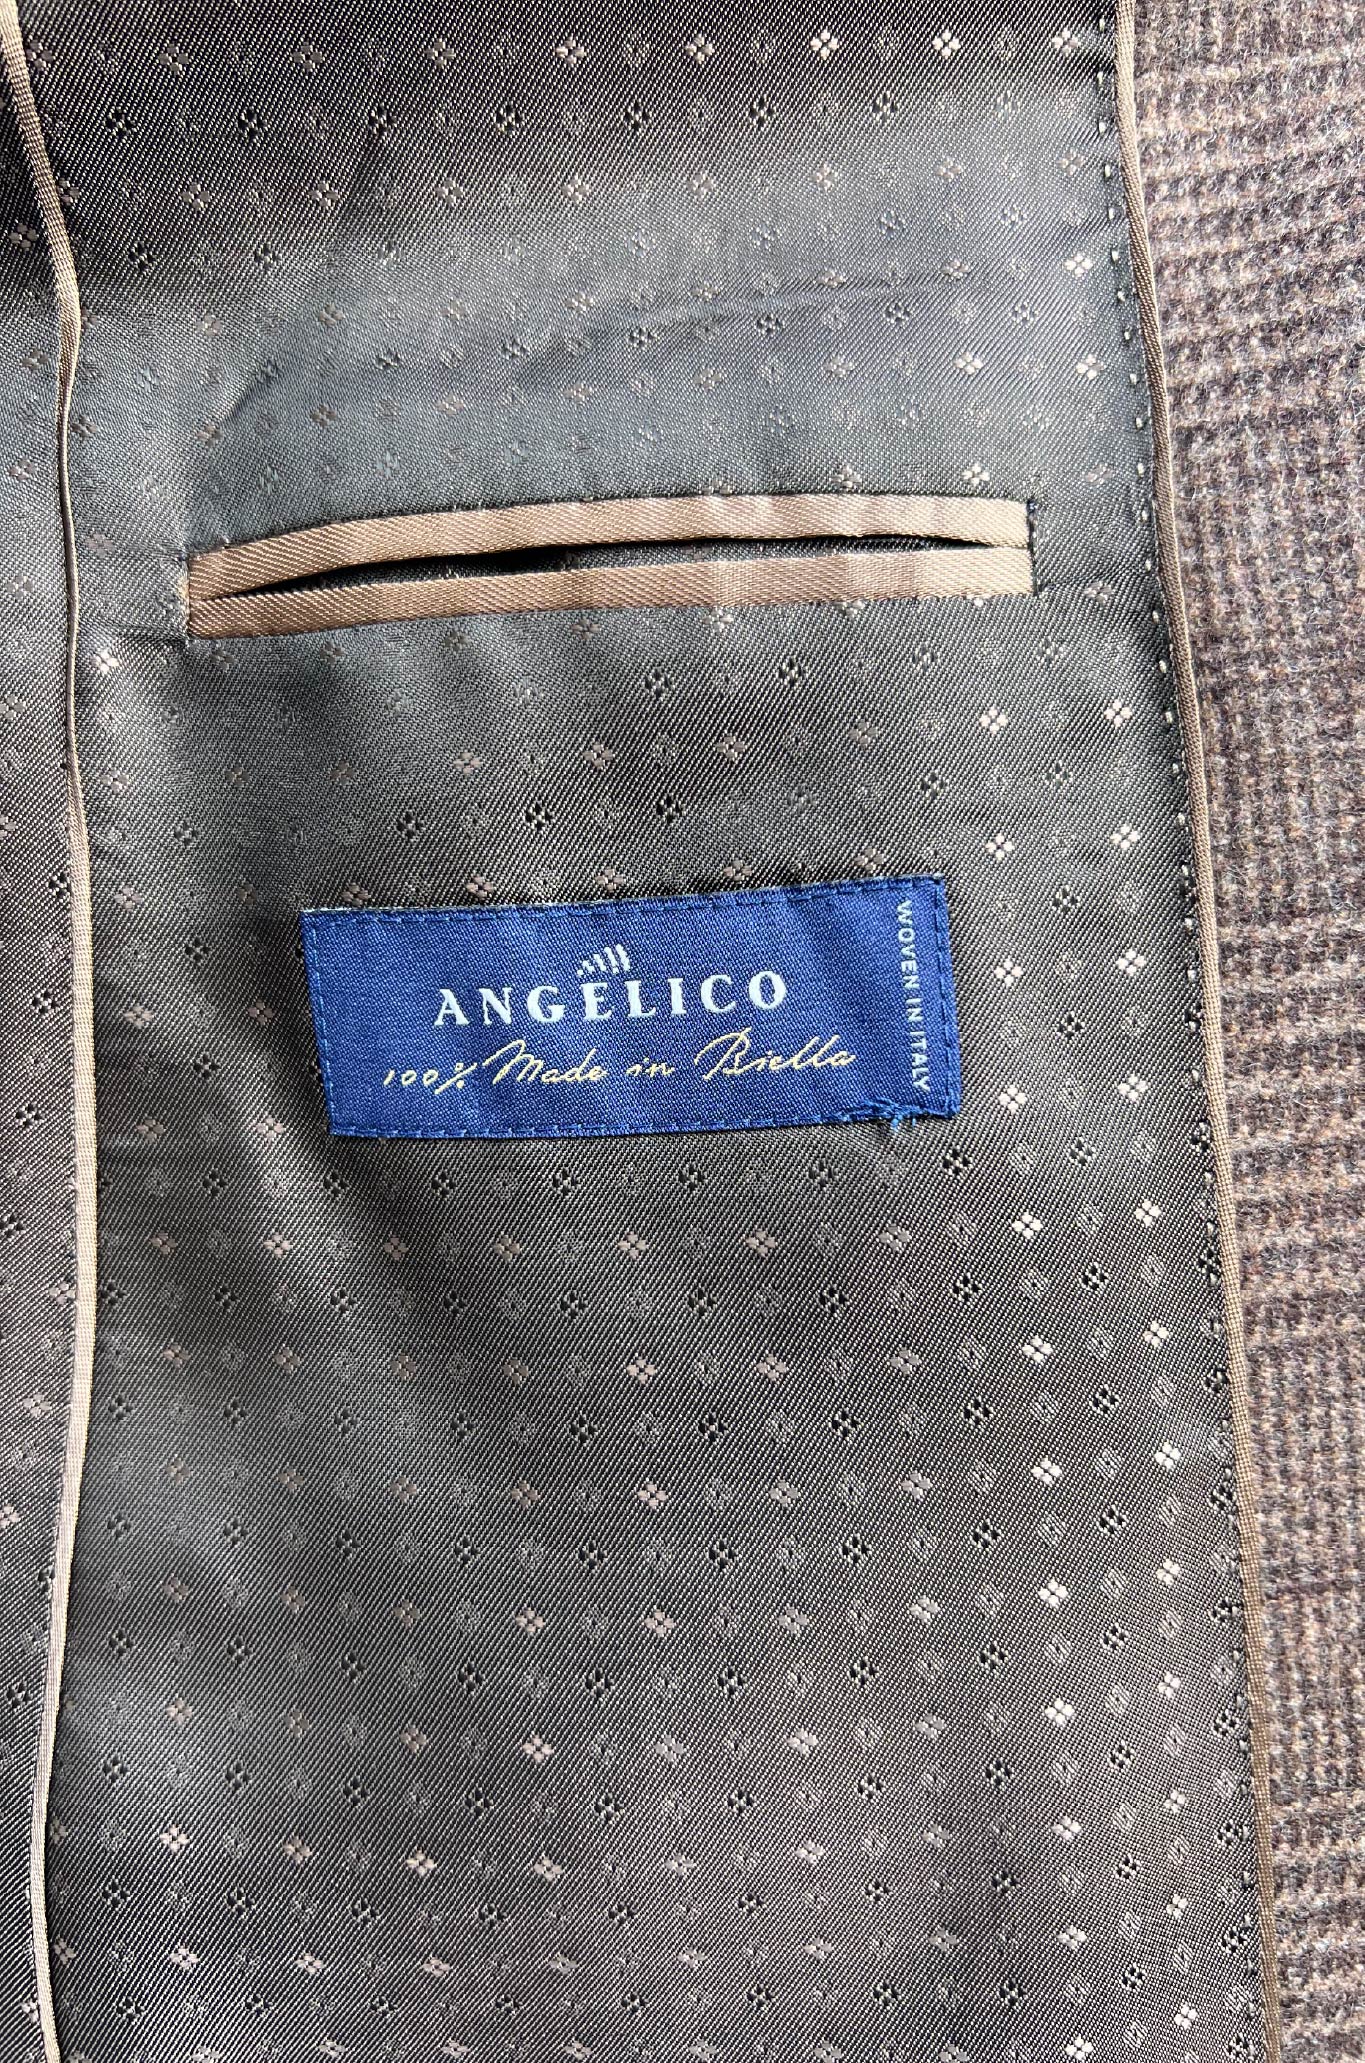 ANGELICO
100% Made in Biella
WOVEN IN ITALY